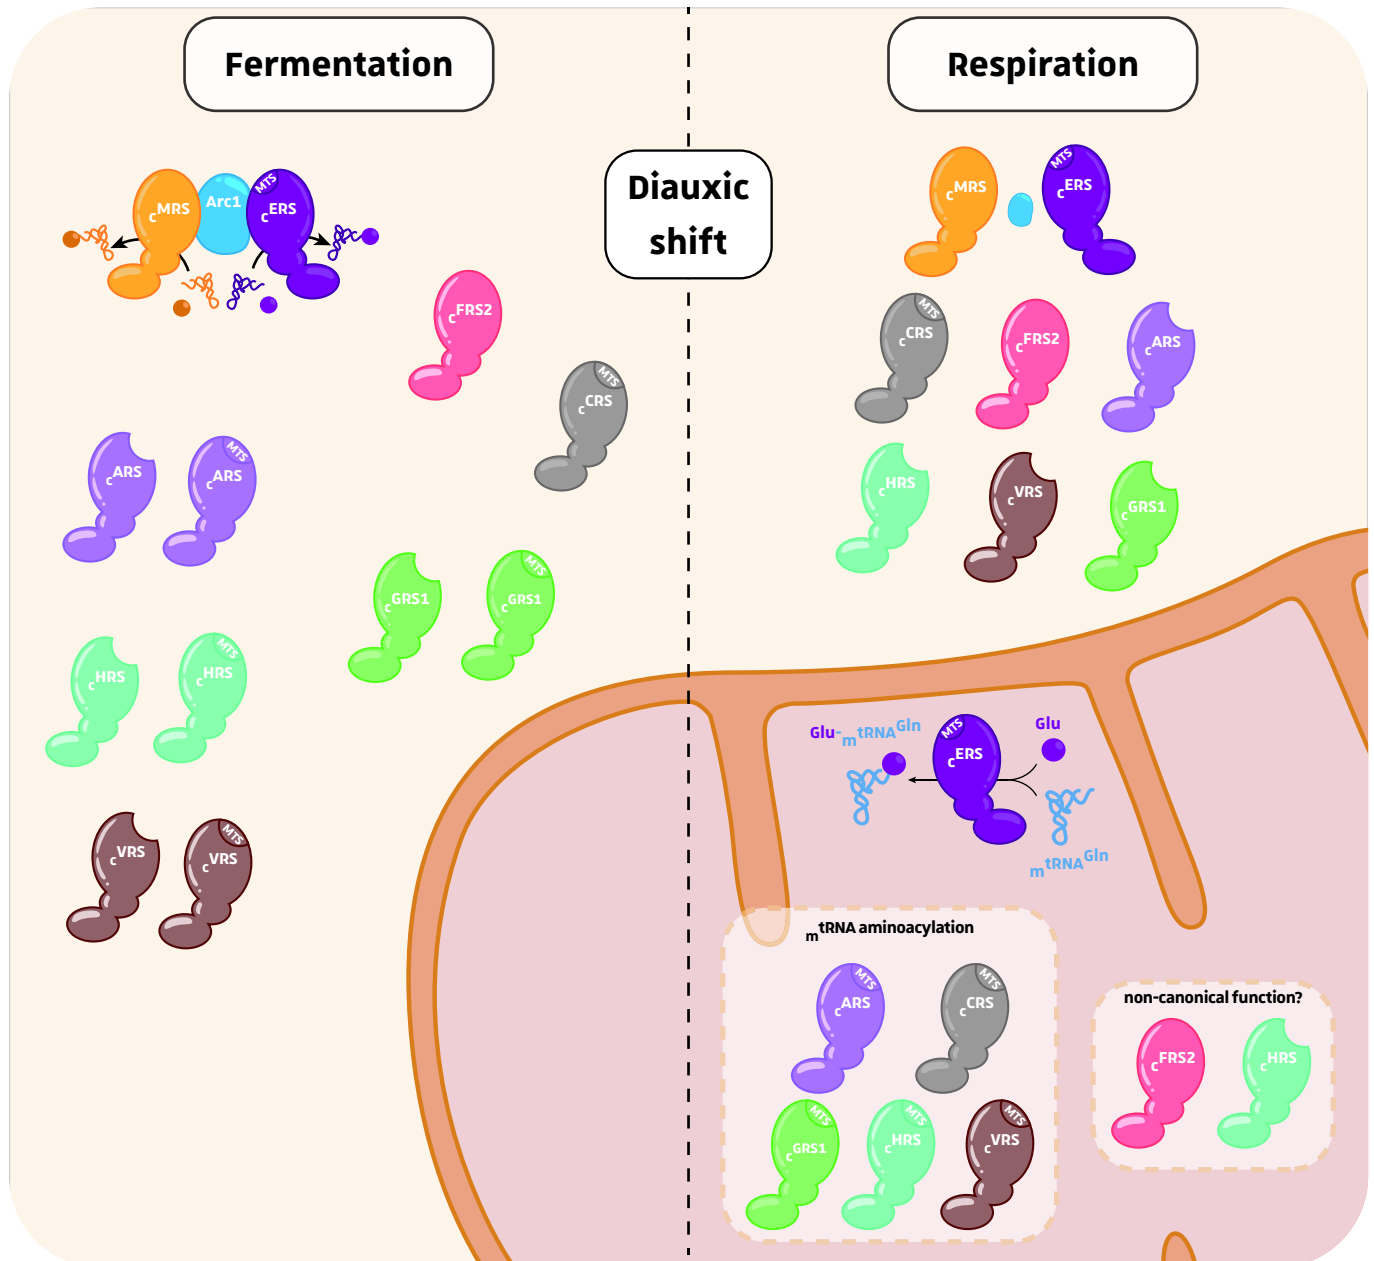 Fermentation
Respiration
Diauxic
shift
cMRS
Arc1
MTS
cERS
cFRS2
MTS
cCRS
cARS
MTS
cARS
cGRS1
MTS
cGRS1
cHRS
MTS
cHRS
cVRS
MTS
cVRS
cMRS
MTS
cERS
MTS
cCRS
cFRS2
cARS
cHRS
cVRS
cGRS1
Glu-mtRNAGln
MTS
cERS
Glu
mtRNAGln
mtRNA aminoacylation
MTS
cARS
MTS
cCRS
MTS
cGRS1
MTS
cHRS
MTS
cVRS
non-canonical function?
cFRS2
cHRS